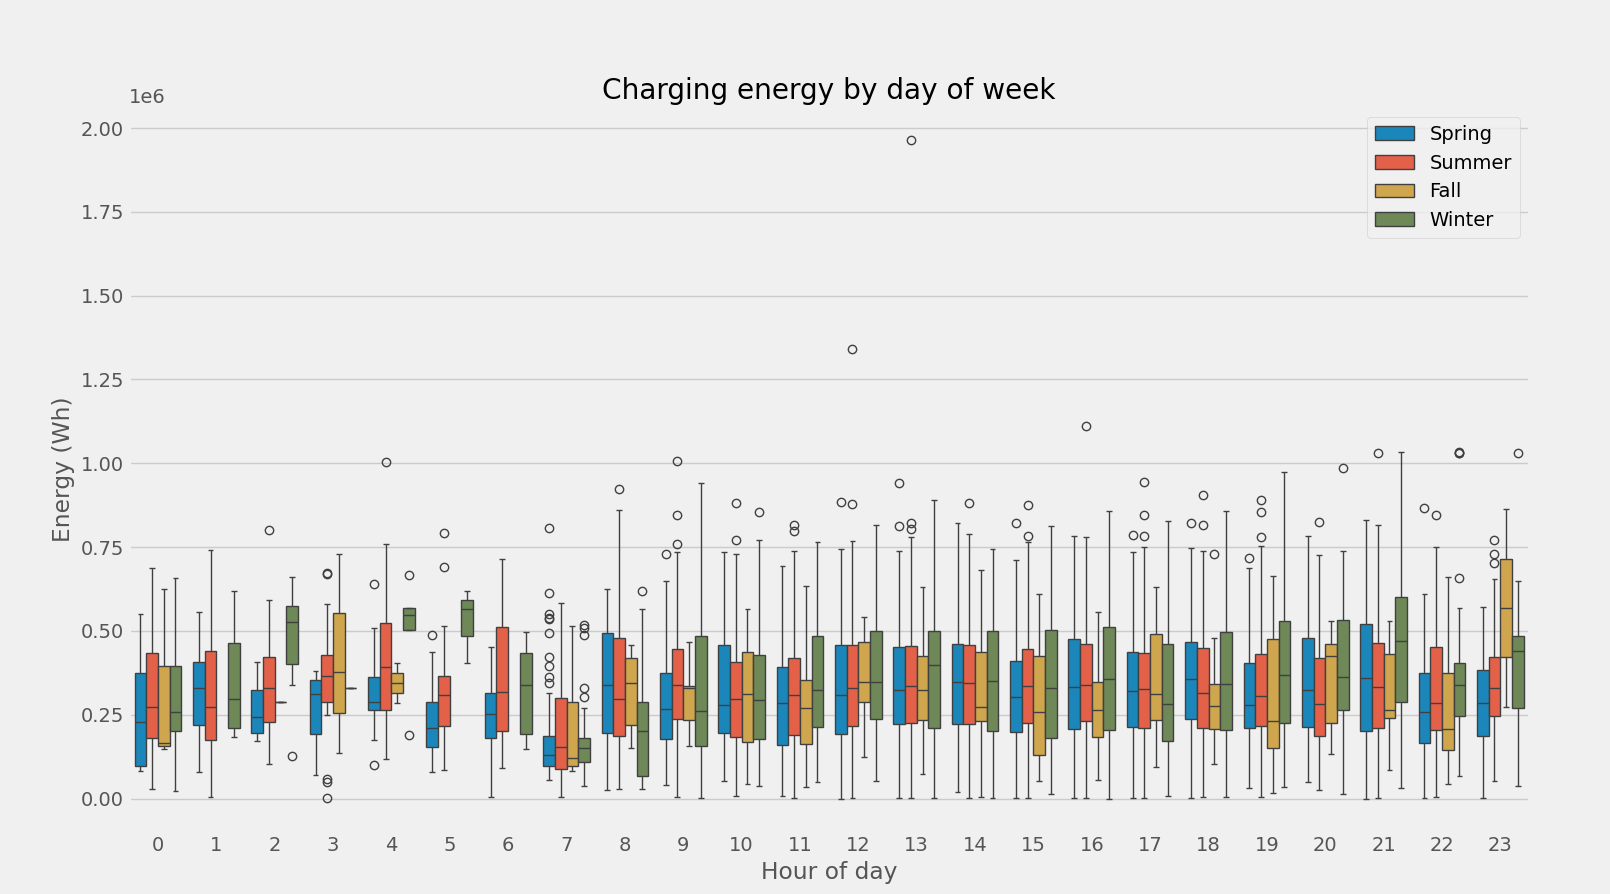 Charging energy by day of week
1e6
2.00
1.75
1.50
1.25
1.00
0.75
0.50
0.25
0.00
Energy (Wh)
Spring
Summer
Fall
Winter
0 1 2 3 4 5 6 7 8 9 10 11 12 13 14 15 16 17 18 19 20 21 22 23
Hour of day